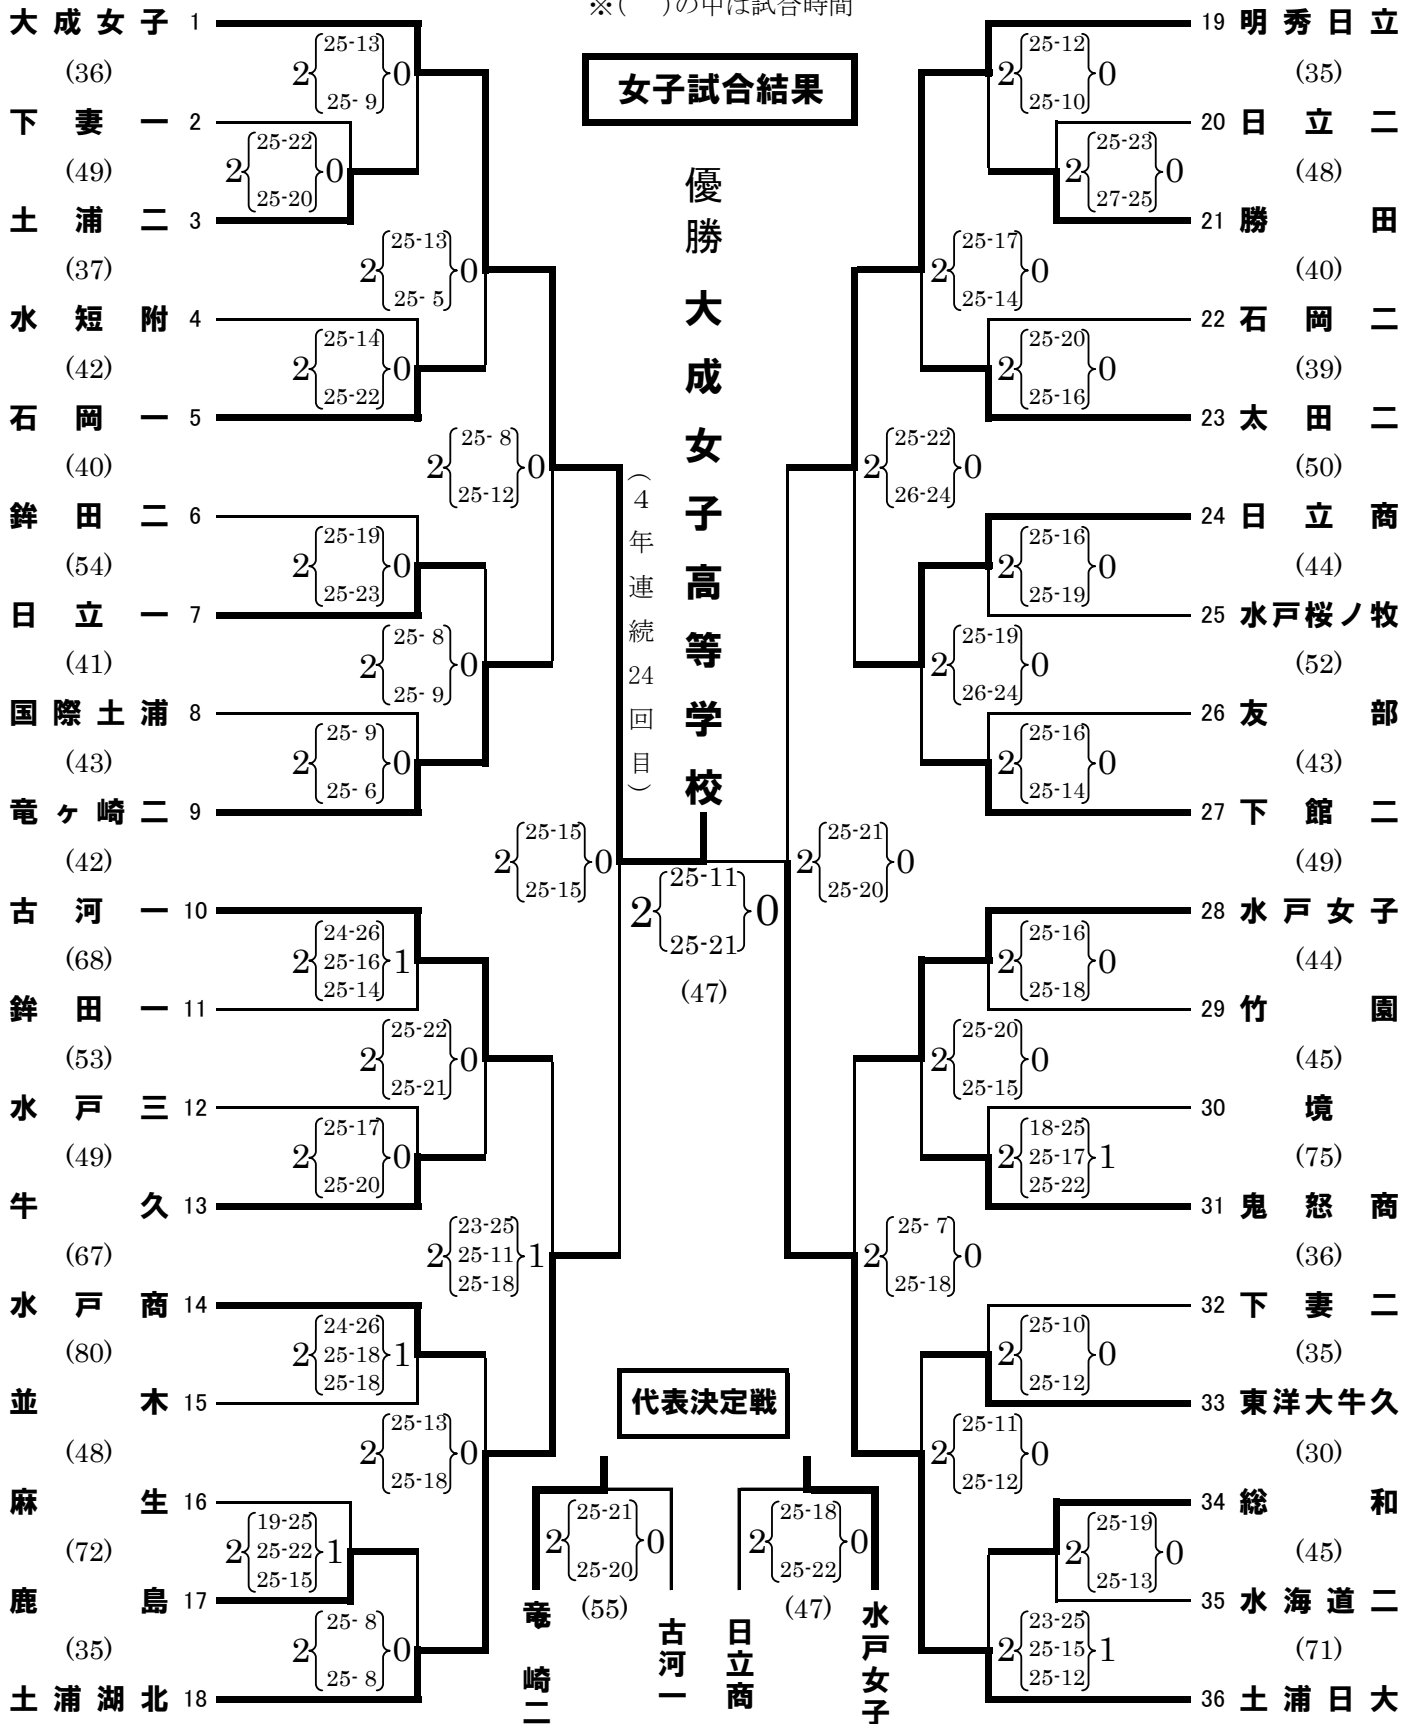 ※(　)の中は試合時間
女子試合結果
優勝 大成女子高等学校
(4年連続24回目)
大成女子 1
(36)
2 25-13 25- 9 0
下妻一 2
(49)
2 25-22 25-20 0
土浦二 3
(37)
2 25-13 25- 5 0
水短附 4
(42)
2 25-14 25-22 0
石岡一 5
(40)
2 25- 8 25-12 0
鉾田二 6
(54)
2 25-19 25-23 0
日立一 7
(41)
2 25- 8 25- 9 0
国際土浦 8
(43)
2 25- 9 25- 6 0
竜ヶ崎二 9
(42)
2 25-15 25-15 0
古河一 10
(68)
2 24-26 25-16 25-14 1
鉾田一 11
(53)
2 25-22 25-21 0
水戸三 12
(49)
2 25-17 25-20 0
牛久 13
(67)
2 23-25 25-11 25-18 1
水戸商 14
(80)
2 24-26 25-18 25-18 1
並木 15
(48)
2 25-13 25-18 0
麻生 16
(72)
2 19-25 25-22 25-15 1
鹿島 17
(35)
2 25- 8 25- 8 0
土浦湖北 18
2 25-11 25-21 0
(47)
19 明秀日立
(35)
2 25-12 25-10 0
20 日立二
(48)
2 25-23 27-25 0
21 勝田
(40)
2 25-17 25-14 0
22 石岡二
(39)
2 25-20 25-16 0
23 太田二
(50)
2 25-22 26-24 0
24 日立商
(44)
2 25-16 25-19 0
25 水戸桜ノ牧
(52)
2 25-19 26-24 0
26 友部
(43)
2 25-16 25-14 0
27 下館二
(49)
2 25-21 25-20 0
28 水戸女子
(44)
2 25-16 25-18 0
29 竹園
(45)
2 25-20 25-15 0
30 境
(75)
2 18-25 25-17 25-22 1
31 鬼怒商
(36)
2 25- 7 25-18 0
32 下妻二
(35)
2 25-10 25-12 0
33 東洋大牛久
(30)
2 25-11 25-12 0
34 総和
(45)
2 25-19 25-13 0
35 水海道二
(71)
2 23-25 25-15 25-12 1
36 土浦日大
代表決定戦
2 25-21 25-20 0
(55)
竜崎二
古河一
2 25-18 25-22 0
(47)
日立商
水戸女子